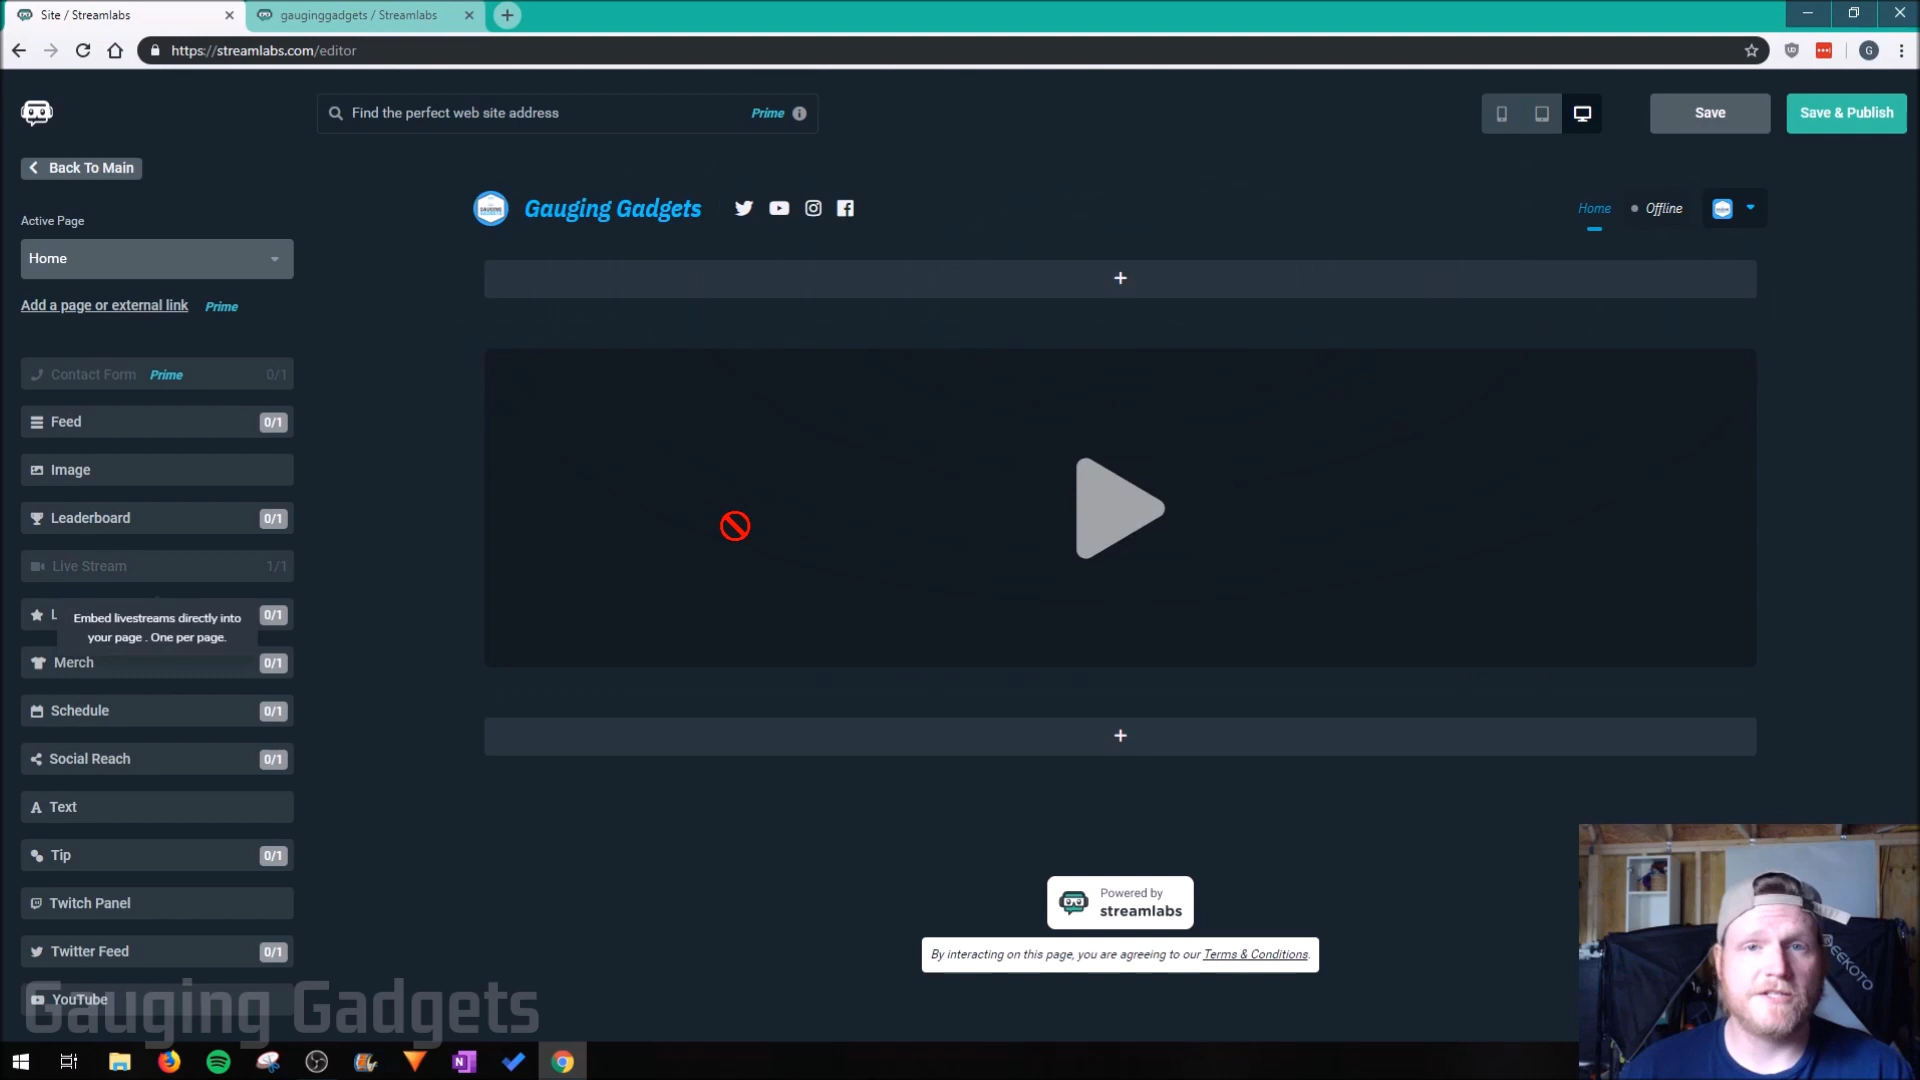 Site / Streamlabs
gauginggadgets / Streamlabs
https://streamlabs.com/editor
G
Find the perfect web site address
Prime
Save
Save & Publish
Back To Main
Active Page
Home
Add a page or external link
Prime
Gauging Gadgets
Home
Offline
+
Contact Form
Prime
0/1
Feed
0/1
Image
Leaderboard
0/1
Live Stream
1/1
L
0/1
Embed livestreams directly into
your page . One per page.
Merch
0/1
Schedule
0/1
+
Social Reach
0/1
Text
Tip
0/1
Twitch Panel
Twitter Feed
0/1
YouTube
Powered by
streamlabs
By interacting on this page, you are agreeing to our Terms & Conditions.
Gauging Gadgets